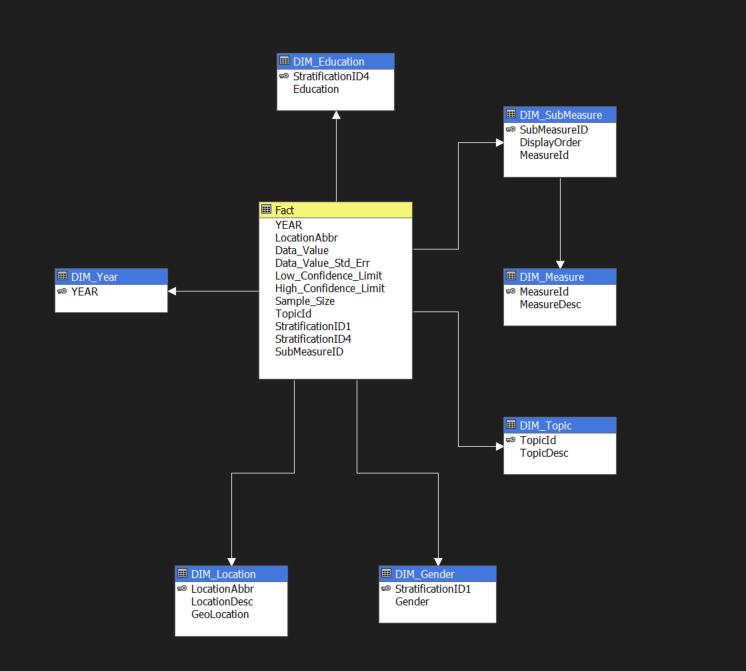 DIM_Education
StratificationID4
Education
DIM_SubMeasure
SubMeasureID
DisplayOrder
MeasureId
Fact
YEAR
LocationAbbr
Data_Value
Data_Value_Std_Err
Low_Confidence_Limit
High_Confidence_Limit
Sample_Size
TopicId
StratificationID1
StratificationID4
SubMeasureID
DIM_Year
YEAR
DIM_Measure
MeasureId
MeasureDesc
DIM_Topic
TopicId
TopicDesc
DIM_Location
LocationAbbr
LocationDesc
GeoLocation
DIM_Gender
StratificationID1
Gender